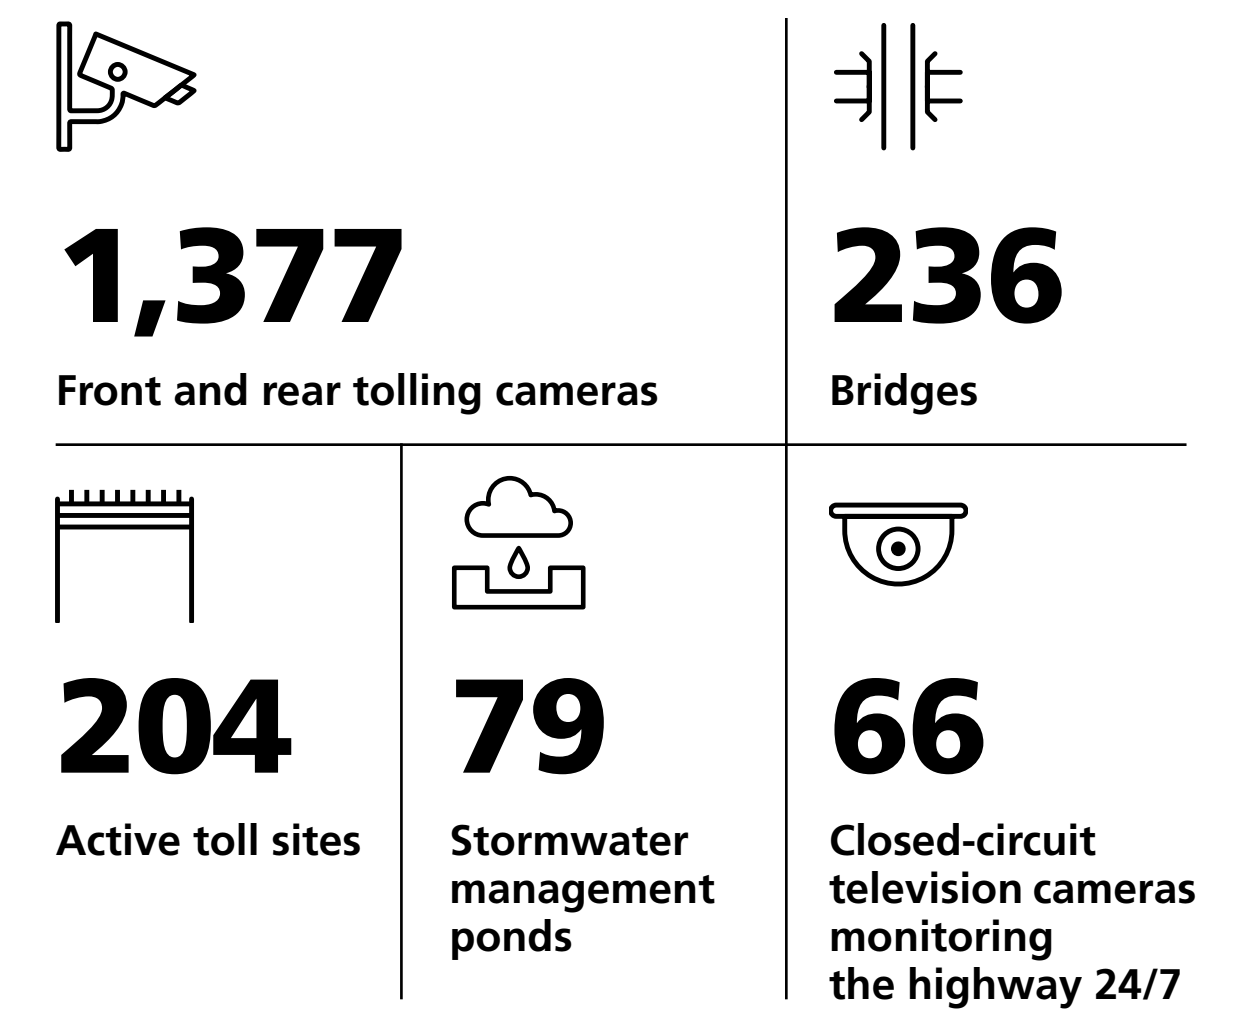 1,377
Front and rear tolling cameras
236
Bridges
204
Active toll sites
79
Stormwater
management
ponds
66
Closed-circuit
television cameras
monitoring
the highway 24/7